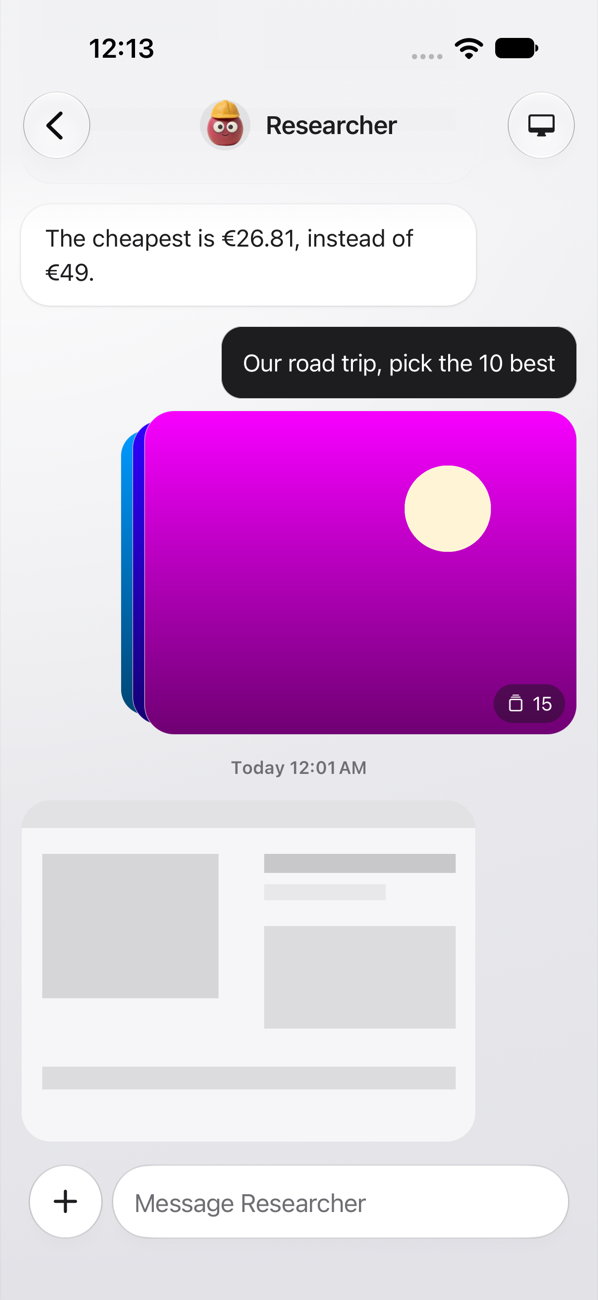 12:13
Researcher
The cheapest is €26.81, instead of
€49.
Our road trip, pick the 10 best
15
Today 12:01 AM
Message Researcher